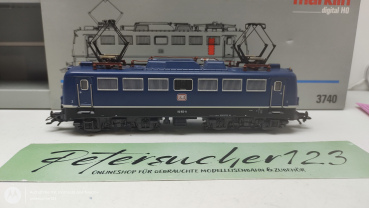 märklin
digital H0
3740
DB
Petersucher123
ONLINESHOP FÜR GEBRAUCHTE MODELLEISENBAHN & ZUBEHÖR